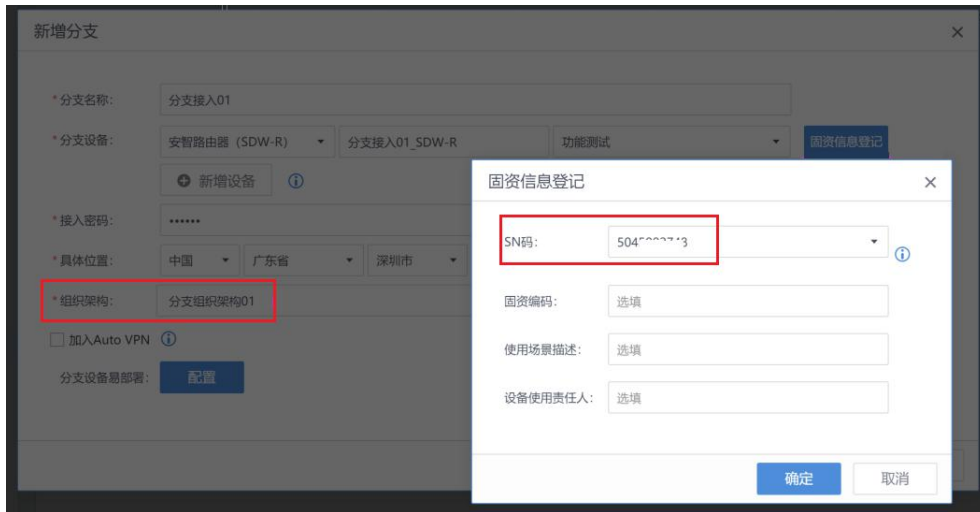 新增分支
*分支名称: 分支接入01
*分支设备: 安智路由器（SDW-R） 分支接入01_SDW-R 功能测试 固资信息登记
新增设备
*接入密码: ••••••
*具体位置: 中国 广东省 深圳市
*组织架构: 分支组织架构01
加入Auto VPN
分支设备易部署: 配置
固资信息登记
SN码:
固资编码: 选填
使用场景描述: 选填
设备使用责任人: 选填
确定 取消